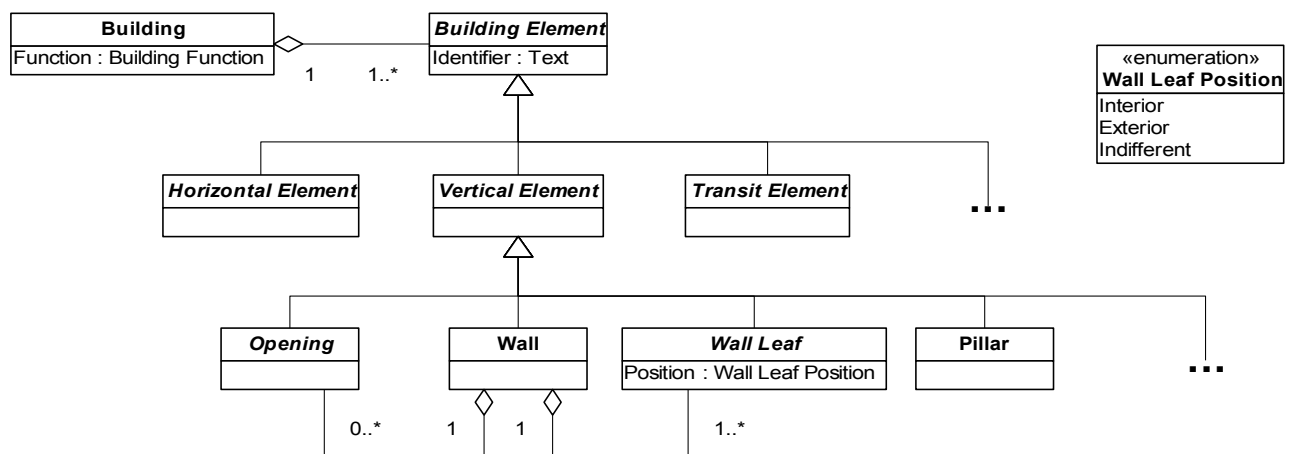 Building
Function : Building Function
1
1..*
Building Element
Identifier : Text
«enumeration»
Wall Leaf Position
Interior
Exterior
Indifferent
Horizontal Element
Vertical Element
Transit Element
...
Opening
Wall
Wall Leaf
Position : Wall Leaf Position
Pillar
...
0..*
1
1
1..*